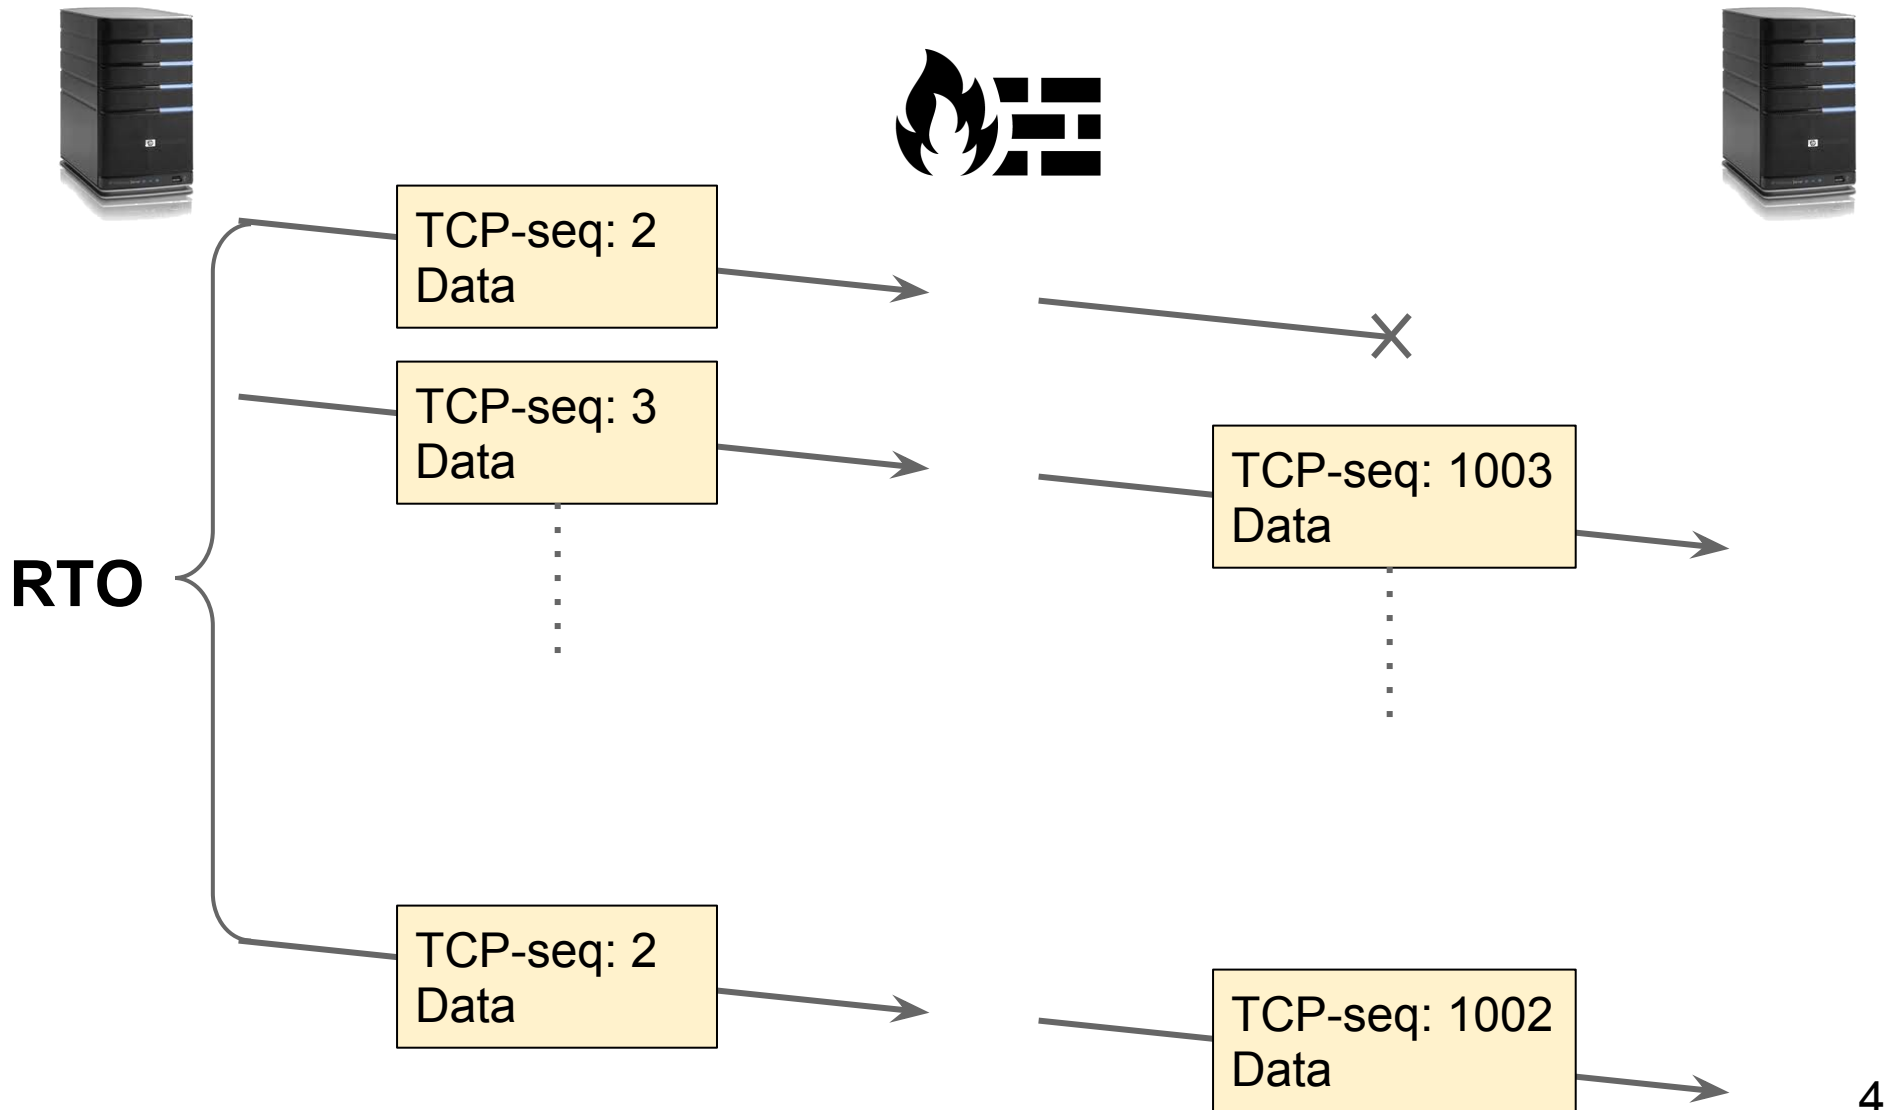 TCP-seq: 2
Data
TCP-seq: 3
Data
TCP-seq: 1003
Data
RTO
TCP-seq: 2
Data
TCP-seq: 1002
Data
4